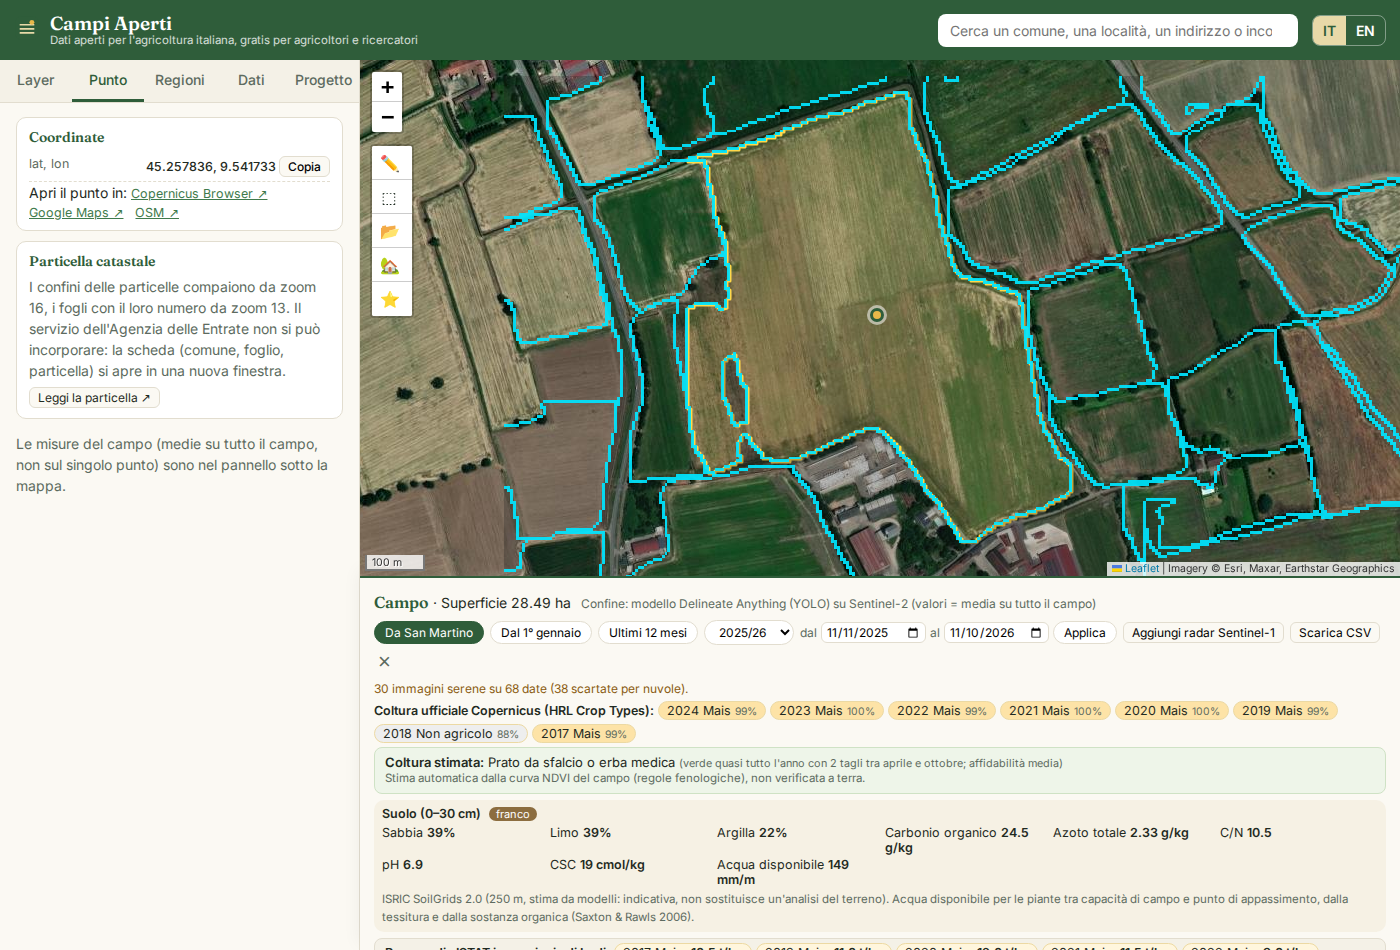 Campi Aperti
Dati aperti per l'agricoltura italiana, gratis per agricoltori e ricercatori
Cerca un comune, una località, un indirizzo o inco
IT EN
Layer Punto Regioni Dati Progetto
Coordinate
lat, lon 45.257836, 9.541733 Copia
Apri il punto in: Copernicus Browser ↗
Google Maps ↗ OSM ↗
Particella catastale
I confini delle particelle compaiono da zoom
16, i fogli con il loro numero da zoom 13. Il
servizio dell'Agenzia delle Entrate non si può
incorporare: la scheda (comune, foglio,
particella) si apre in una nuova finestra.
Leggi la particella ↗
Le misure del campo (medie su tutto il campo,
non sul singolo punto) sono nel pannello sotto la
mappa.
+
−
100 m
Leaflet | Imagery © Esri, Maxar, Earthstar Geographics
Campo · Superficie 28.49 ha Confine: modello Delineate Anything (YOLO) su Sentinel-2 (valori = media su tutto il campo)
Da San Martino Dal 1° gennaio Ultimi 12 mesi 2025/26 dal 11/11/2025 al 11/10/2026 Applica Aggiungi radar Sentinel-1 Scarica CSV
✕
30 immagini serene su 68 date (38 scartate per nuvole).
Coltura ufficiale Copernicus (HRL Crop Types): 2024 Mais 99% 2023 Mais 100% 2022 Mais 99% 2021 Mais 100% 2020 Mais 100% 2019 Mais 99%
2018 Non agricolo 88% 2017 Mais 99%
Coltura stimata: Prato da sfalcio o erba medica (verde quasi tutto l'anno con 2 tagli tra aprile e ottobre; affidabilità media)
Stima automatica dalla curva NDVI del campo (regole fenologiche), non verificata a terra.
Suolo (0–30 cm) franco
Sabbia 39% Limo 39% Argilla 22% Carbonio organico 24.5 g/kg Azoto totale 2.33 g/kg C/N 10.5
pH 6.9 CSC 19 cmol/kg Acqua disponibile 149 mm/m
ISRIC SoilGrids 2.0 (250 m, stima da modelli: indicativa, non sostituisce un'analisi del terreno). Acqua disponibile per le piante tra capacità di campo e punto di appassimento, dalla
tessitura e dalla sostanza organica (Saxton & Rawls 2006).